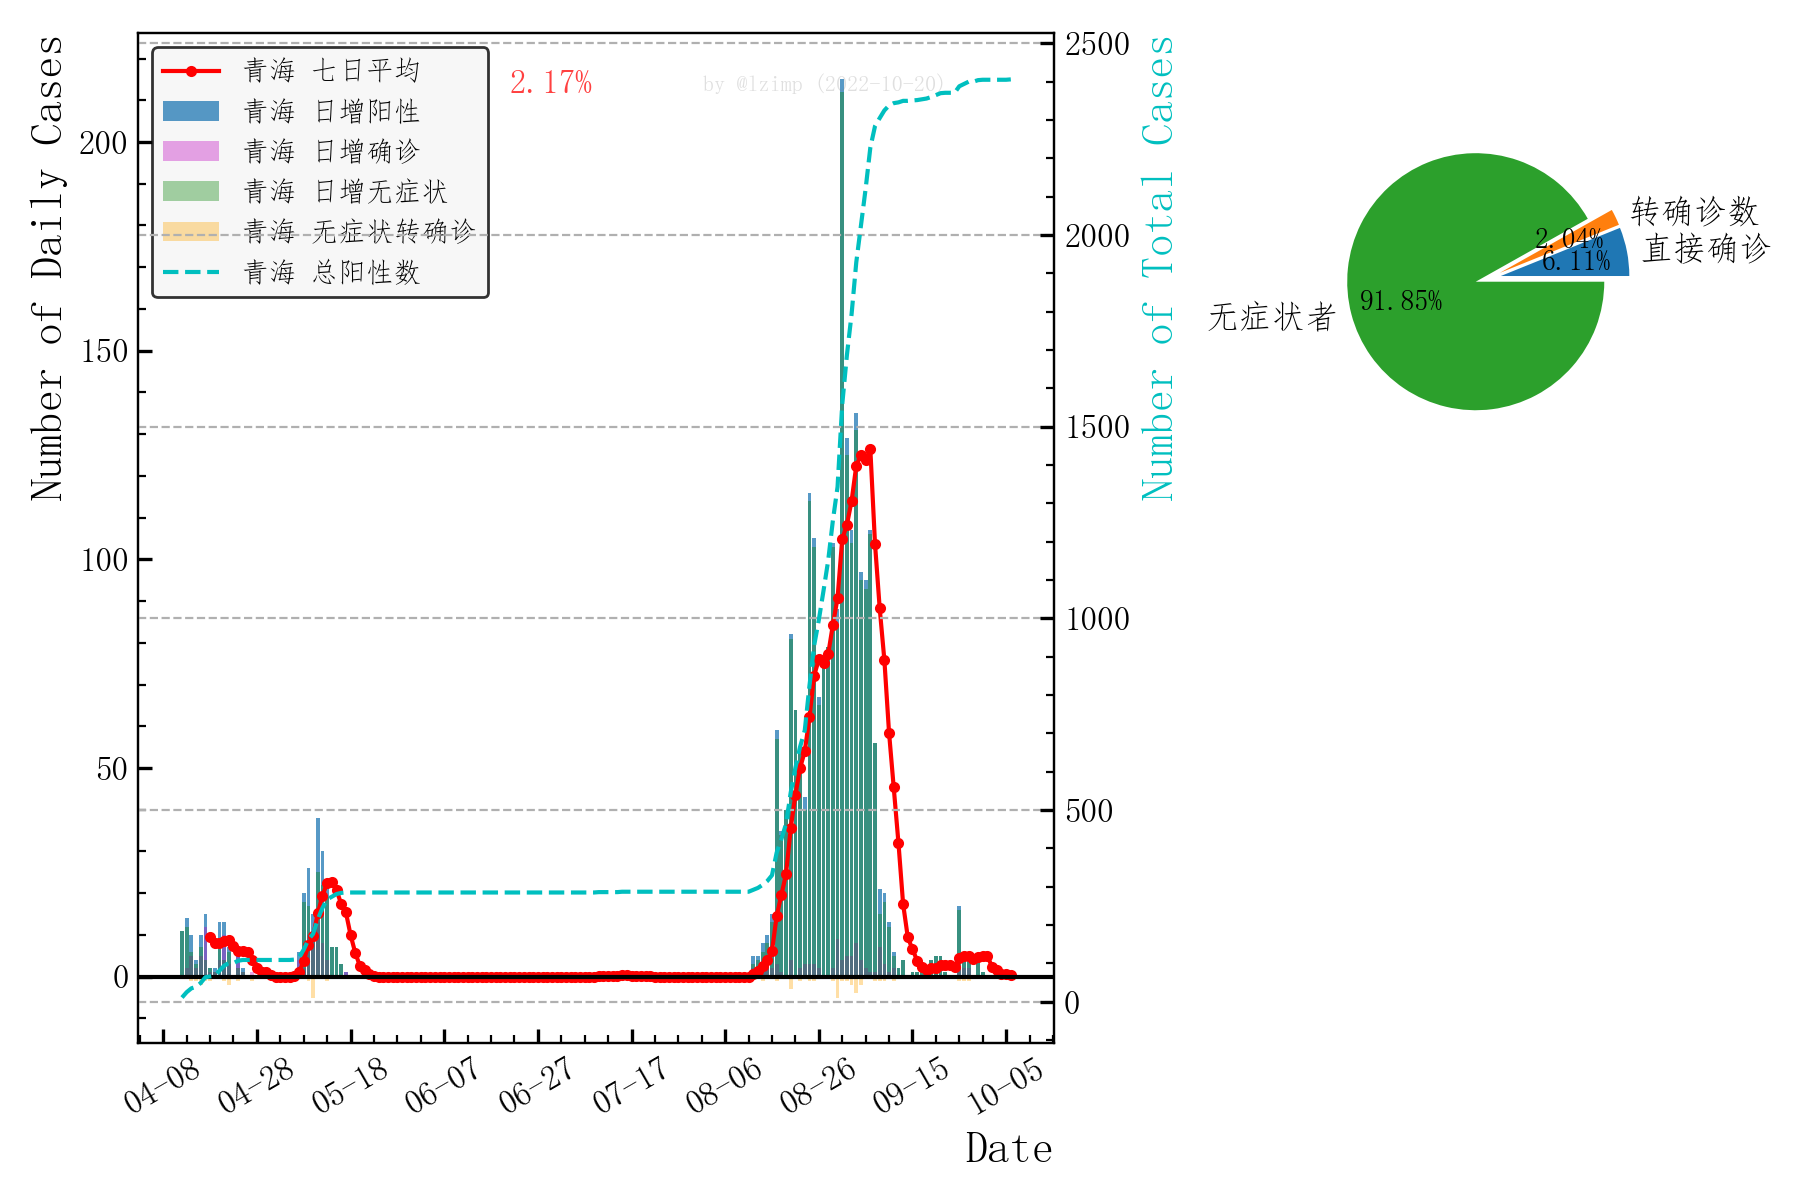 Number of Daily Cases
200
150
100
50
0
青海 七日平均
青海 日增阳性
青海 日增确诊
青海 日增无症状
青海 无症状转确诊
青海 总阳性数
2.17%
by @lzimp (2022-10-20)
2500
2000
1500
1000
500
0
Number of Total Cases
04-08
04-28
05-18
06-07
06-27
07-17
08-06
08-26
09-15
10-05
Date
转确诊数
2.04%
直接确诊
6.11%
91.85%
无症状者